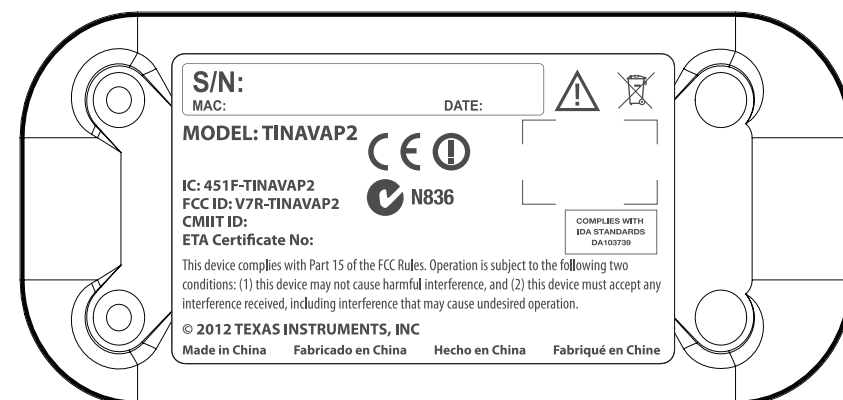 S/N:
MAC: DATE:
MODEL: TINAVAP2
CE
IC: 451F-TINAVAP2
N836
FCC ID: V7R-TINAVAP2
CMIIT ID:
ETA Certificate No:
COMPLIES WITH
IDA STANDARDS
DA103739
This device complies with Part 15 of the FCC Rules. Operation is subject to the following two
conditions: (1) this device may not cause harmful interference, and (2) this device must accept any
interference received, including interference that may cause undesired operation.
© 2012 TEXAS INSTRUMENTS, INC
Made in China Fabricado en China Hecho en China Fabriqué en Chine